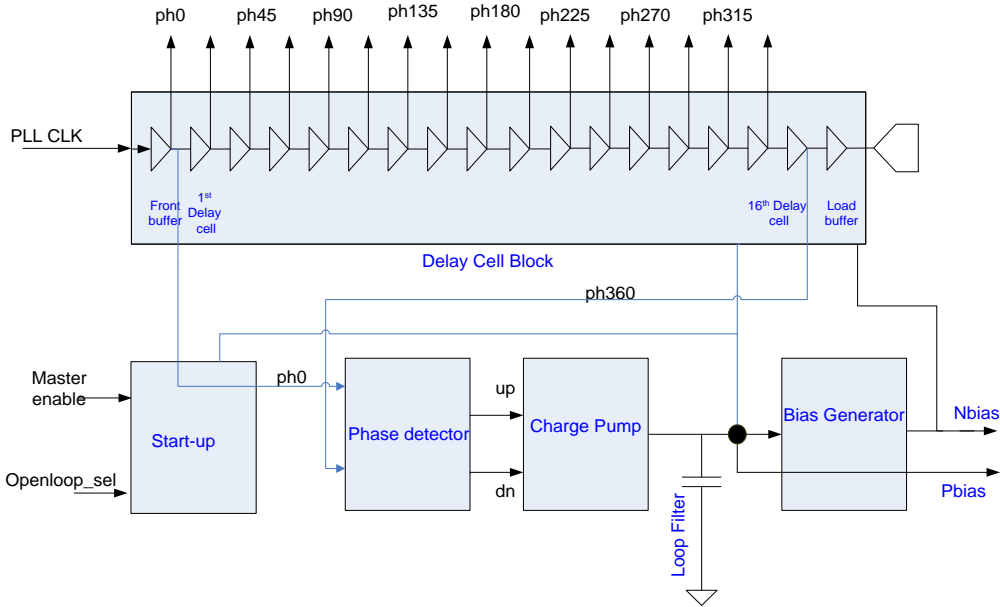 ph0 ph45 ph90 ph135 ph180 ph225 ph270 ph315
PLL CLK
Front
buffer
1st
Delay
cell
16th Delay
cell
Load
buffer
Delay Cell Block
ph360
Master
enable
Openloop_sel
Start-up
ph0
Phase detector
up
dn
Charge Pump
Loop Filter
Bias Generator
Nbias
Pbias